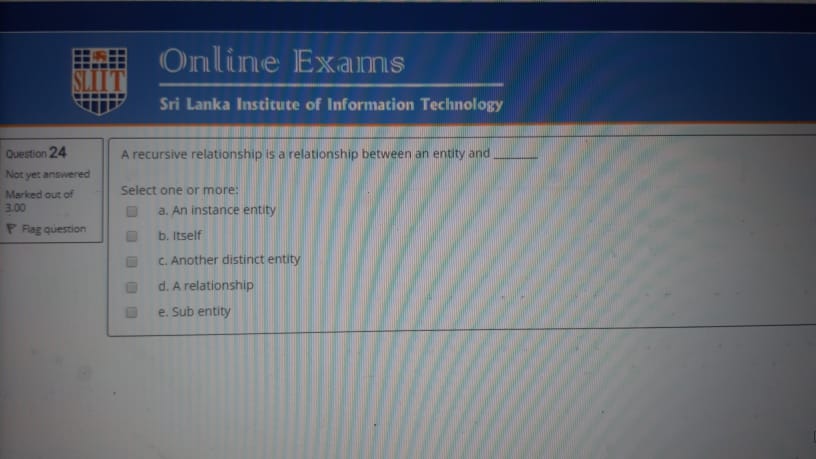 SLIIT
Online Exams
Sri Lanka Institute of Information Technology
Question 24
Not yet answered
Marked out of
3.00
Flag question
A recursive relationship is a relationship between an entity and ________
Select one or more:
a. An instance entity
b. Itself
c. Another distinct entity
d. A relationship
e. Sub entity